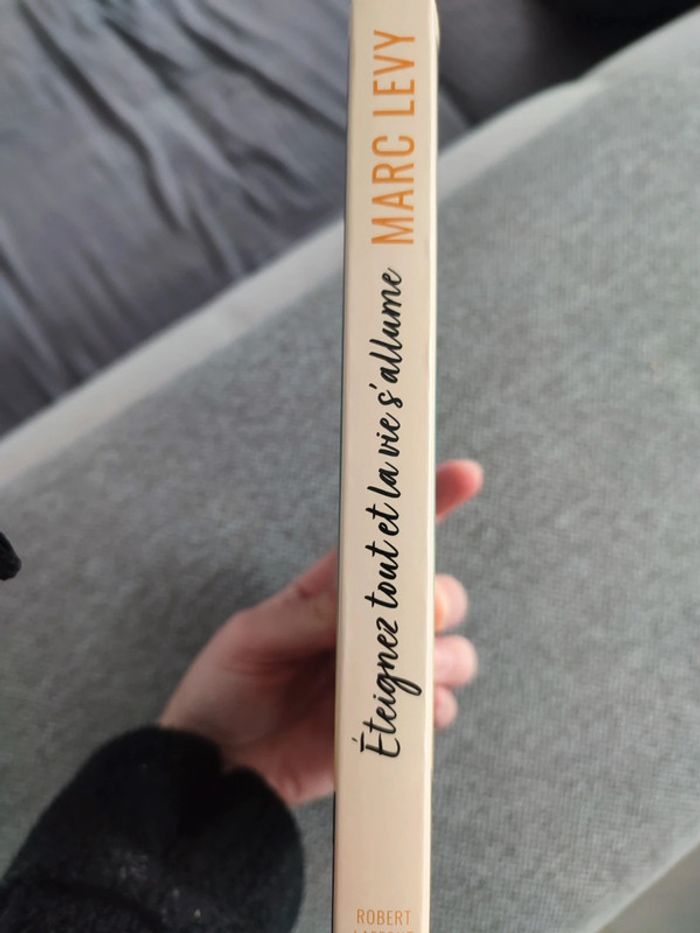 MARC LEVY
Éteignez tout et la vie s'allume
ROBERT